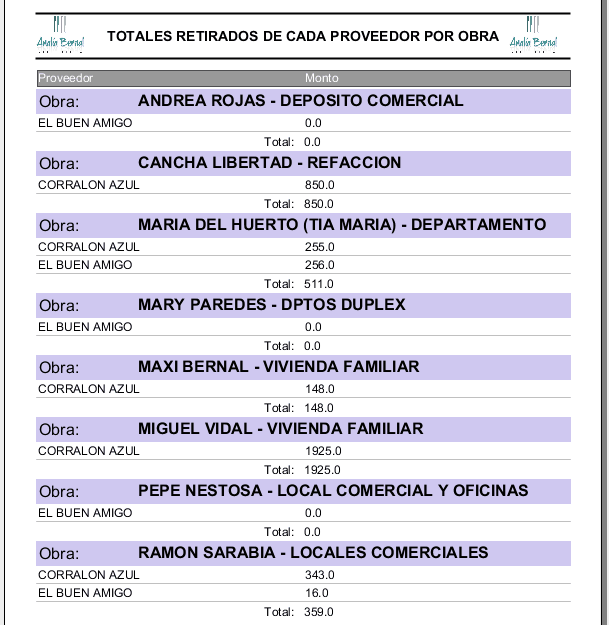 Analía Bernal
TOTALES RETIRADOS DE CADA PROVEEDOR POR OBRA
Analía Bernal
Proveedor Monto
Obra: ANDREA ROJAS - DEPOSITO COMERCIAL
EL BUEN AMIGO 0.0
Total: 0.0
Obra: CANCHA LIBERTAD - REFACCION
CORRALON AZUL 850.0
Total: 850.0
Obra: MARIA DEL HUERTO (TIA MARIA) - DEPARTAMENTO
CORRALON AZUL 255.0
EL BUEN AMIGO 256.0
Total: 511.0
Obra: MARY PAREDES - DPTOS DUPLEX
EL BUEN AMIGO 0.0
Total: 0.0
Obra: MAXI BERNAL - VIVIENDA FAMILIAR
CORRALON AZUL 148.0
Total: 148.0
Obra: MIGUEL VIDAL - VIVIENDA FAMILIAR
CORRALON AZUL 1925.0
Total: 1925.0
Obra: PEPE NESTOSA - LOCAL COMERCIAL Y OFICINAS
EL BUEN AMIGO 0.0
Total: 0.0
Obra: RAMON SARABIA - LOCALES COMERCIALES
CORRALON AZUL 343.0
EL BUEN AMIGO 16.0
Total: 359.0